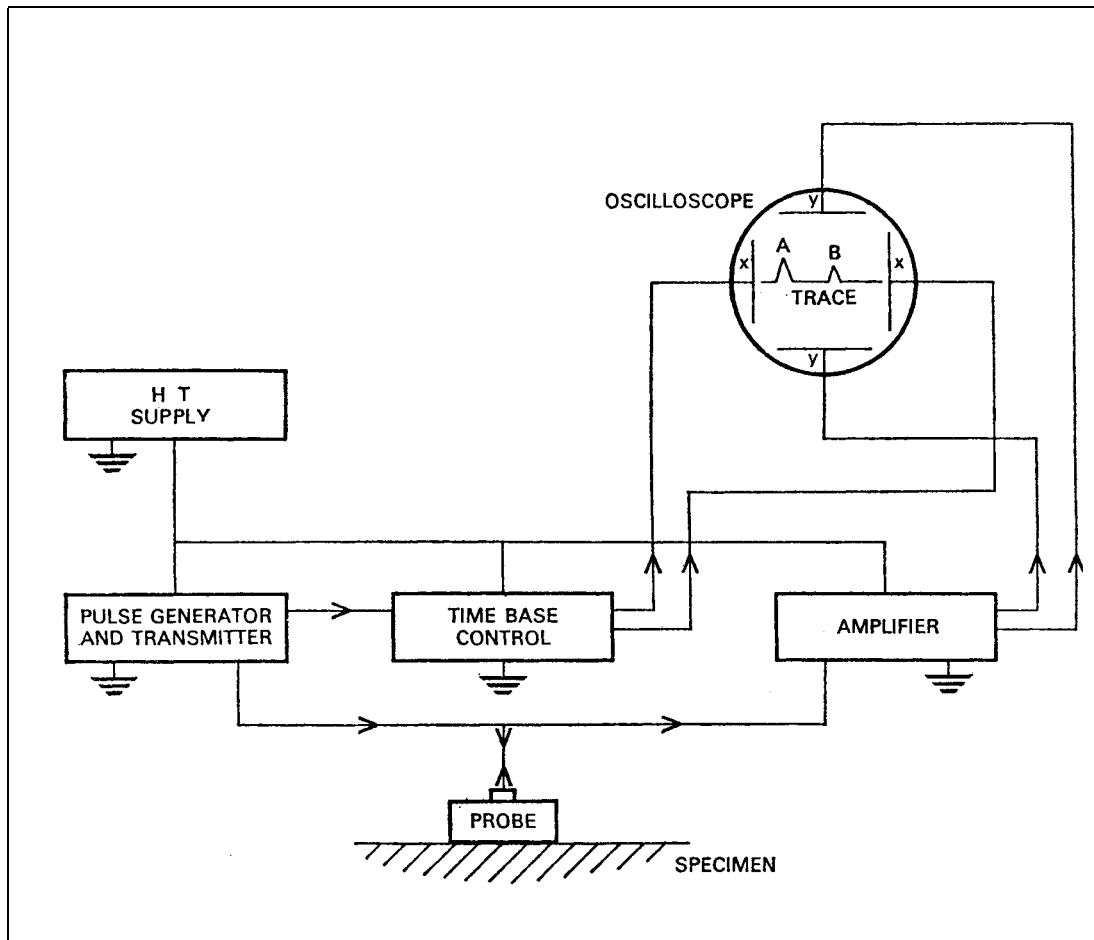 OSCILLOSCOPE
y
A
B
x
x
TRACE
y
H T
SUPPLY
PULSE GENERATOR
AND TRANSMITTER
TIME BASE
CONTROL
AMPLIFIER
PROBE
SPECIMEN